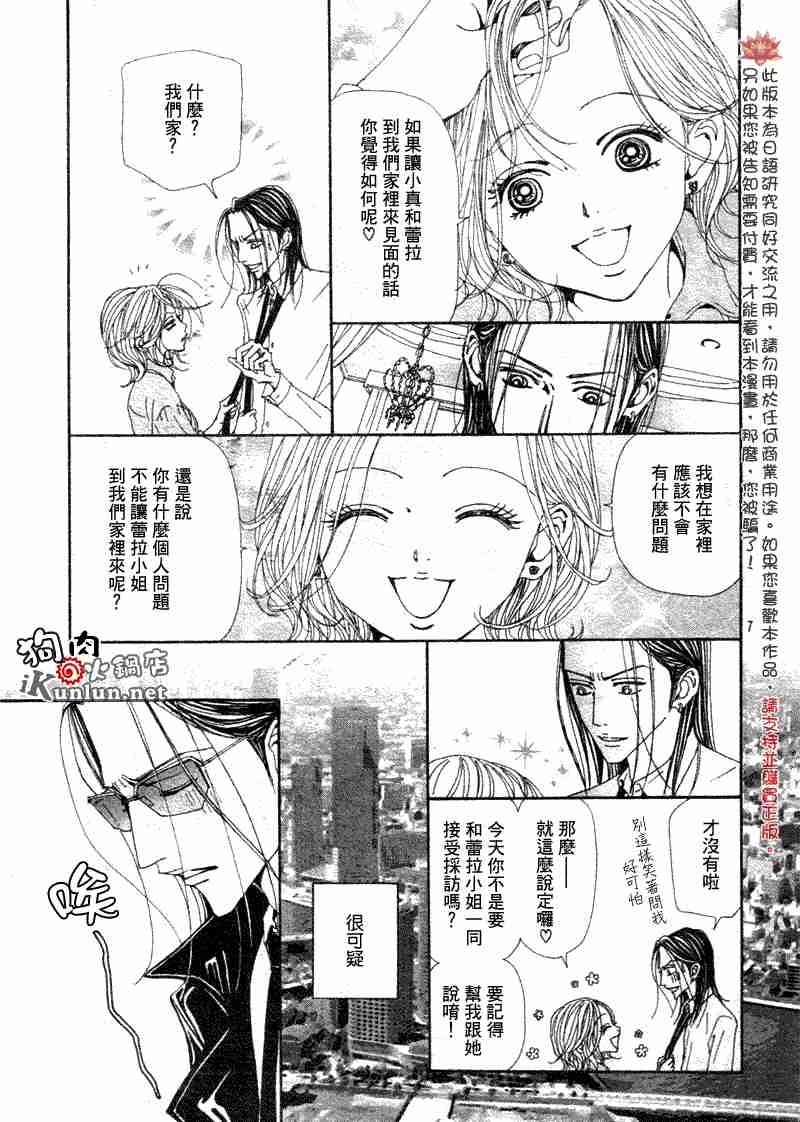 如果讓小真和蕾拉
到我們家裡來見面的話
你覺得如何呢♡
什麼？
我們家？
我想在家裡
應該不會
有什麼問題
還是說
你有什麼個人問題
不能讓蕾拉小姐
到我們家裡來呢？
才沒有啦
別這樣笑著問我
好可怕
那麼——
就這麼說定囉♡
今天你不是要
和蕾拉小姐一同
接受採訪嗎？
要記得
幫我跟她
說唷！
很可疑
唉
狗肉
火鍋店
iKunlun.net
此版本為日語研究同好交流之用，請勿用於任何商業用途。如果您喜歡本作品，請支持並購買正版。
另如果您被告知需要付費，才能看到本漫畫，那麼，您被騙了！
7